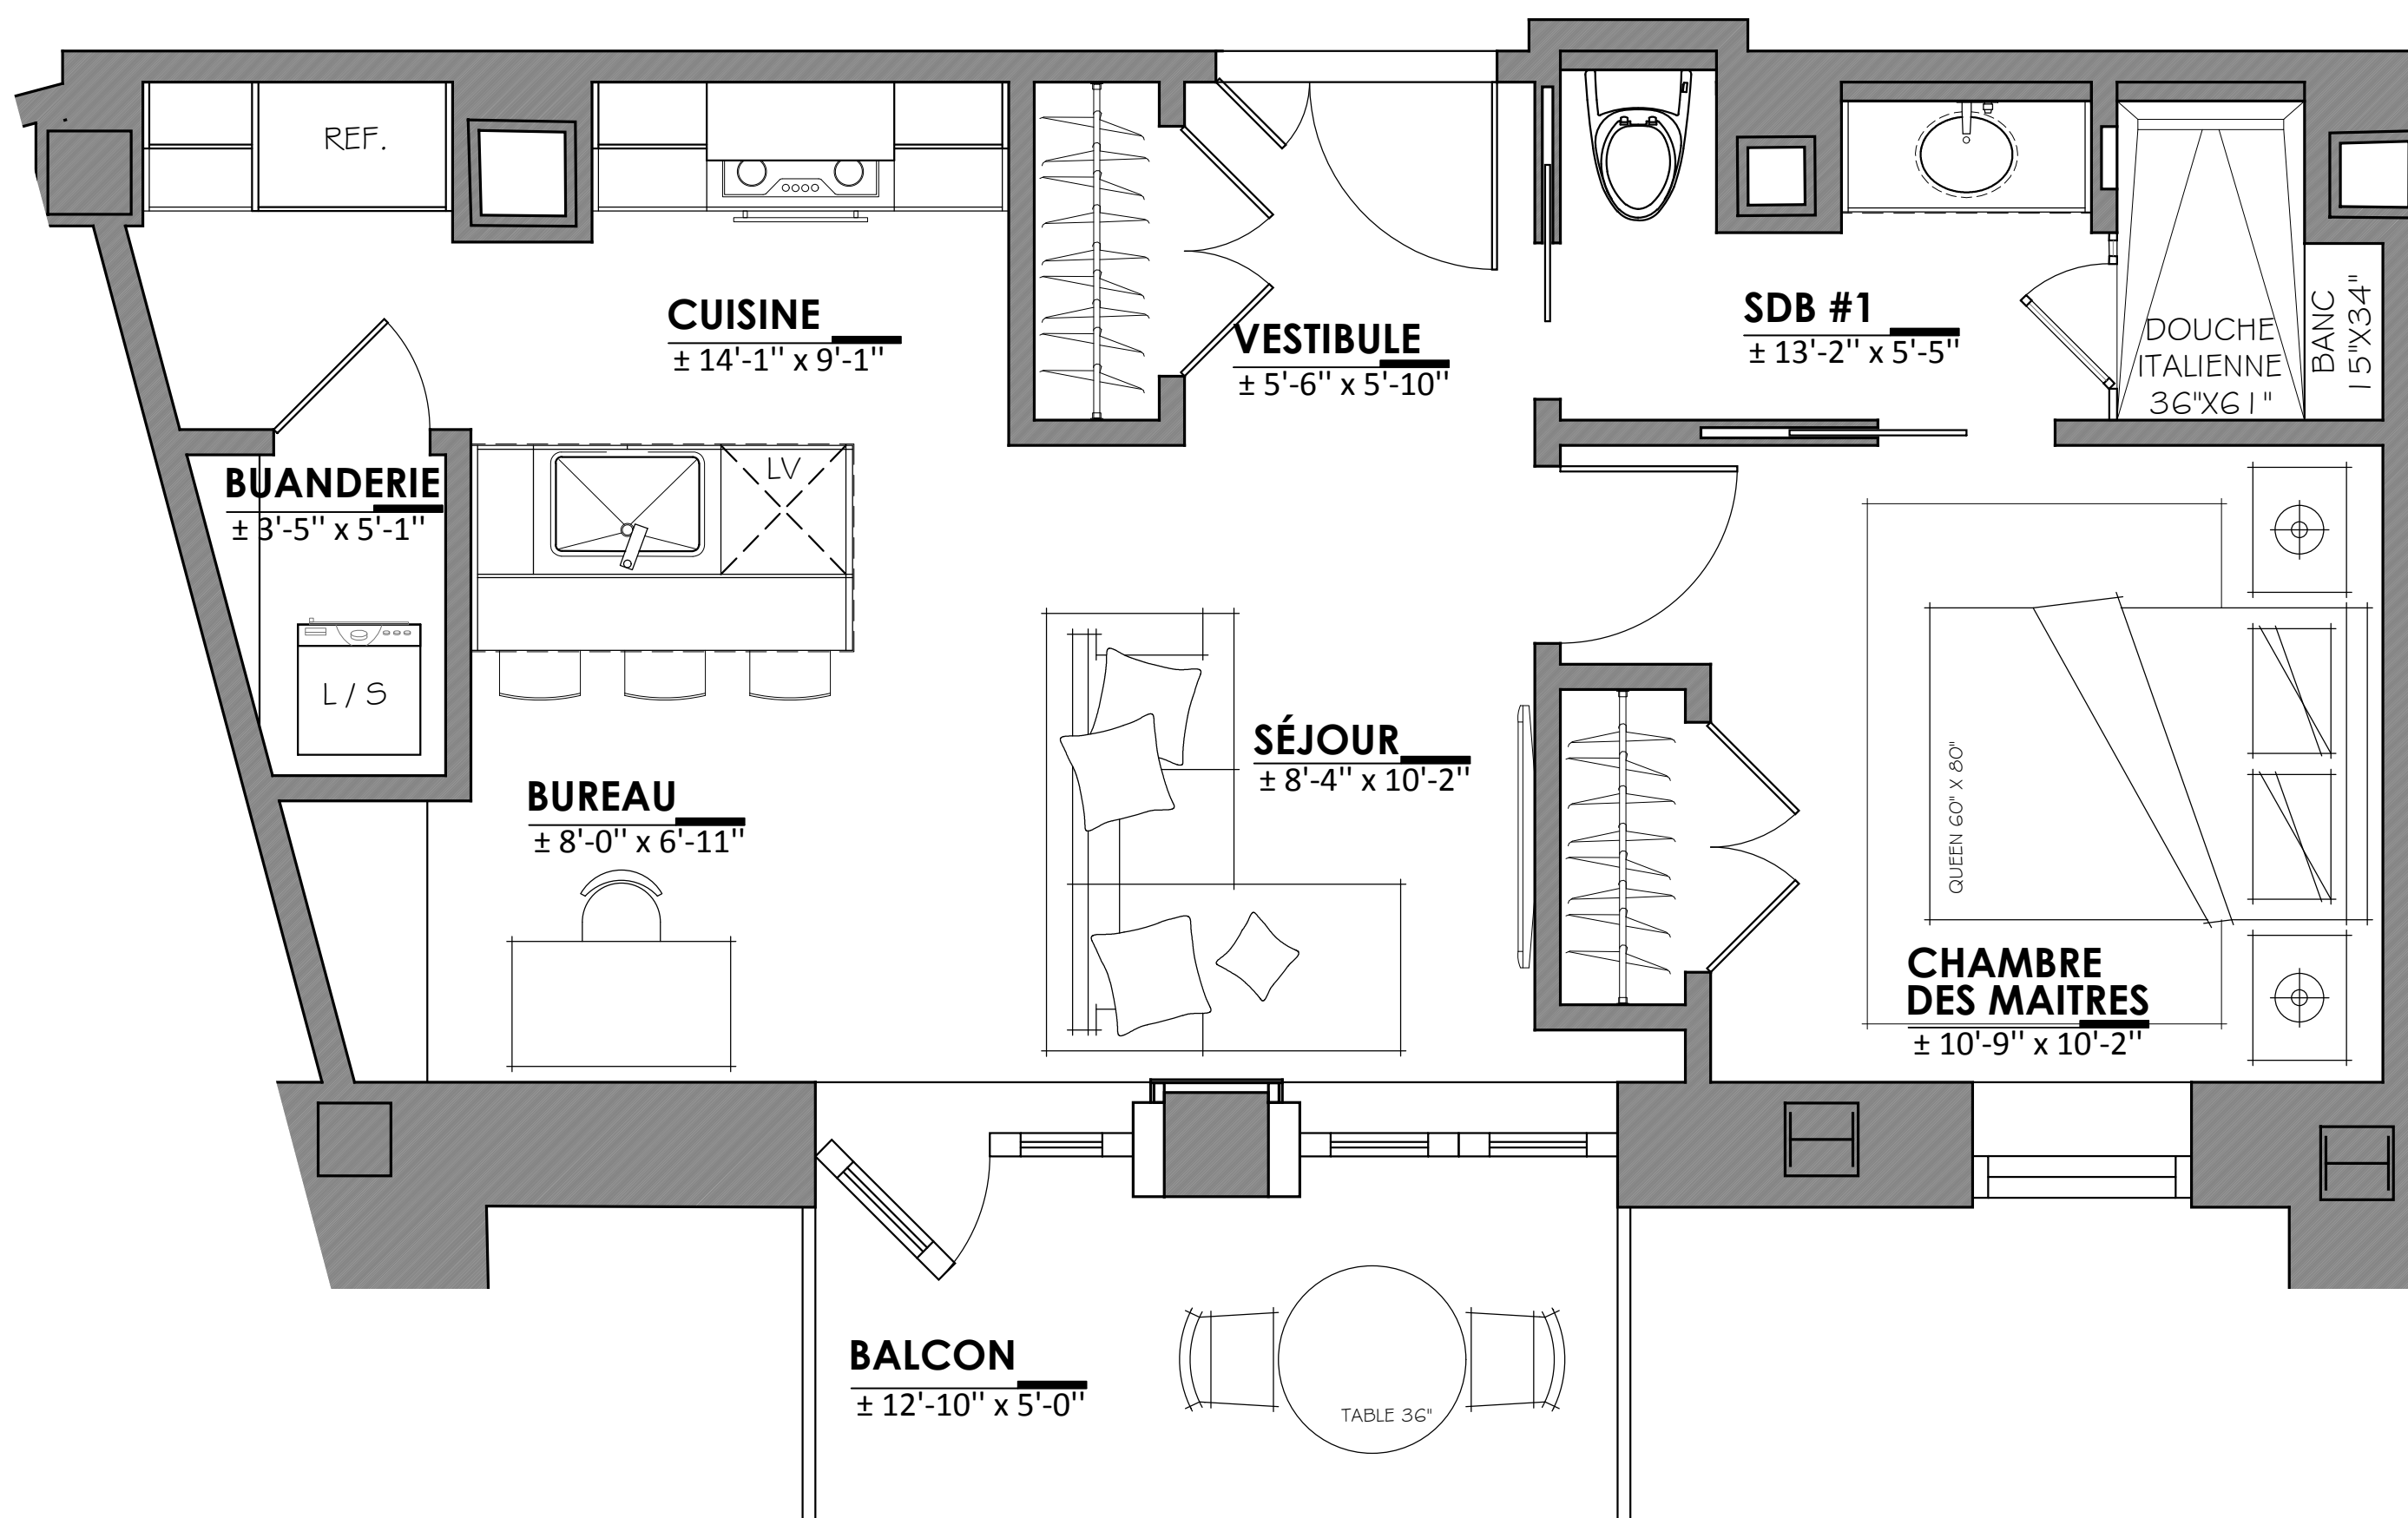 REF.
CUISINE
± 14'-1" x 9'-1"
VESTIBULE
± 5'-6" x 5'-10"
SDB #1
± 13'-2" x 5'-5"
DOUCHE
ITALIENNE
36"X61"
BANC
15"X34"
BUANDERIE
± 3'-5" x 5'-1"
LV
L / S
BUREAU
± 8'-0" x 6'-11"
SÉJOUR
± 8'-4" x 10'-2"
QUEEN 60" X 80"
CHAMBRE
DES MAITRES
± 10'-9" x 10'-2"
BALCON
± 12'-10" x 5'-0"
TABLE 36"